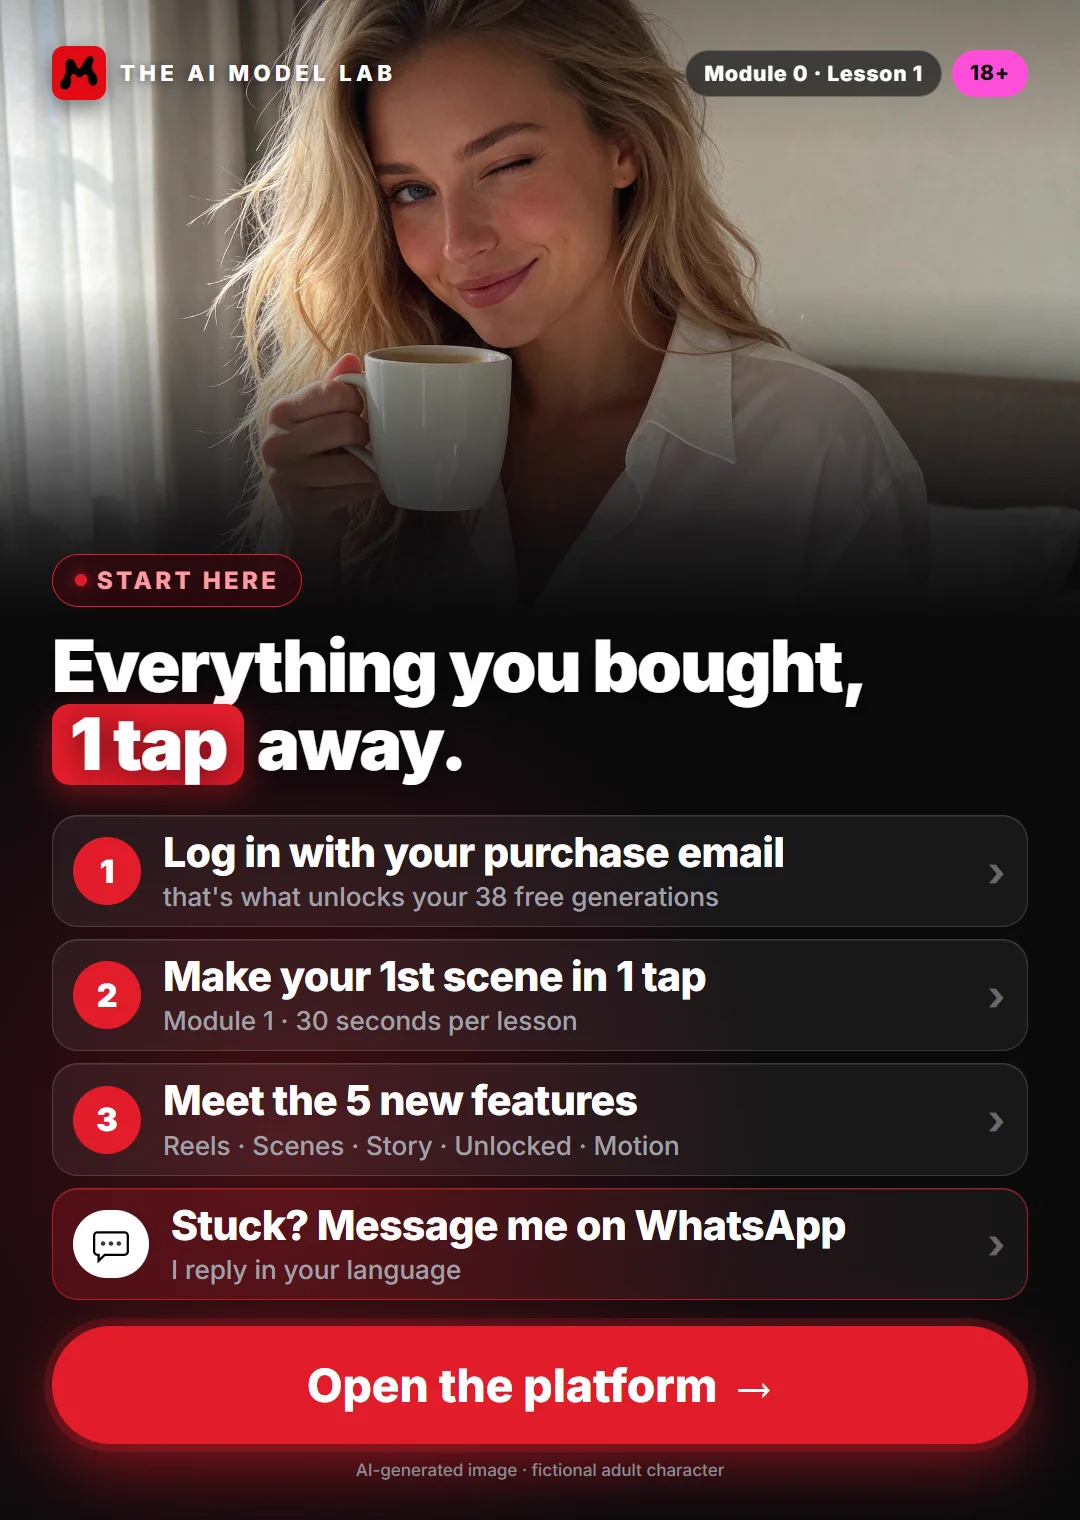 THE AI MODEL LAB
Module 0 · Lesson 1
18+
START HERE
Everything you bought,
1 tap away.
1
Log in with your purchase email
that's what unlocks your 38 free generations
2
Make your 1st scene in 1 tap
Module 1 · 30 seconds per lesson
3
Meet the 5 new features
Reels · Scenes · Story · Unlocked · Motion
Stuck? Message me on WhatsApp
I reply in your language
Open the platform →
AI-generated image · fictional adult character